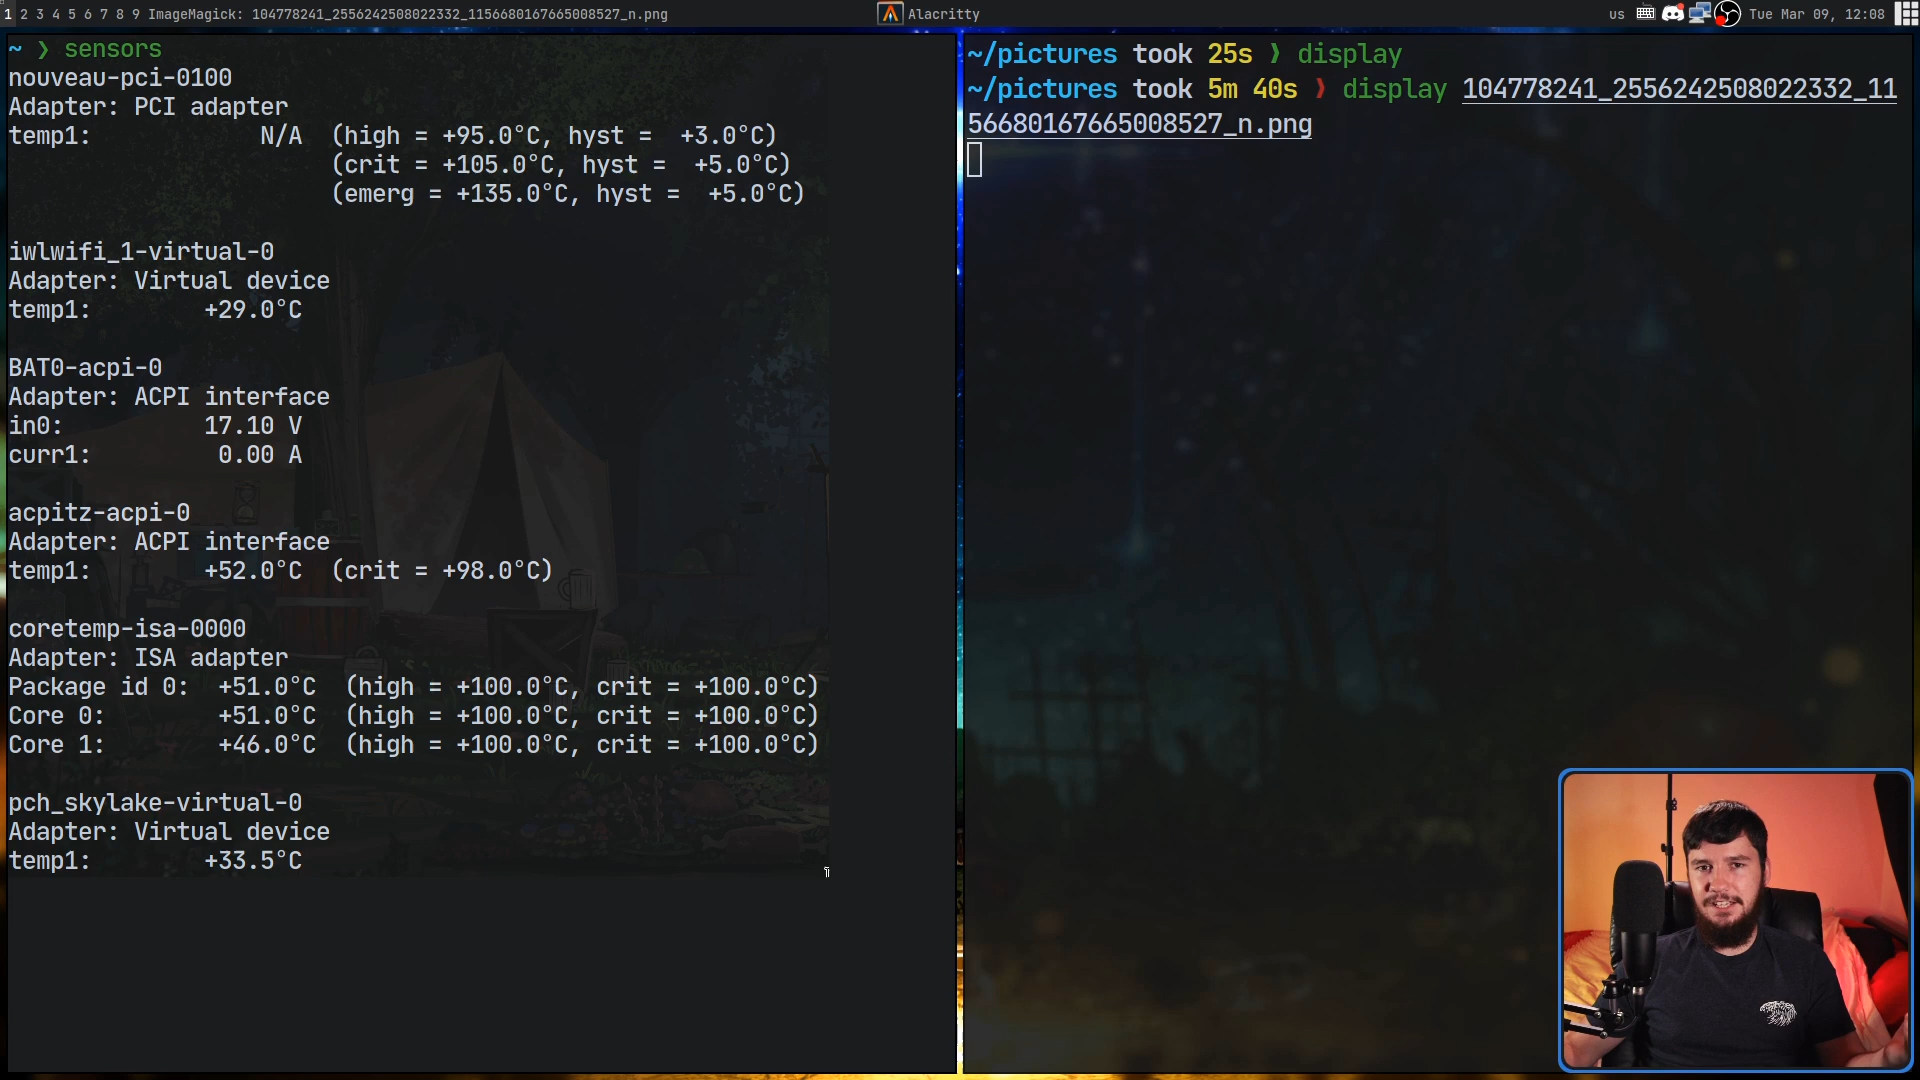 1 2 3 4 5 6 7 8 9 ImageMagick: 104778241_2556242508022332_1156680167665008527_n.png
Alacritty
us Tue Mar 09, 12:08
~ ❯ sensors
nouveau-pci-0100
Adapter: PCI adapter
temp1: N/A (high = +95.0°C, hyst = +3.0°C)
(crit = +105.0°C, hyst = +5.0°C)
(emerg = +135.0°C, hyst = +5.0°C)
iwlwifi_1-virtual-0
Adapter: Virtual device
temp1: +29.0°C
BAT0-acpi-0
Adapter: ACPI interface
in0: 17.10 V
curr1: 0.00 A
acpitz-acpi-0
Adapter: ACPI interface
temp1: +52.0°C (crit = +98.0°C)
coretemp-isa-0000
Adapter: ISA adapter
Package id 0: +51.0°C (high = +100.0°C, crit = +100.0°C)
Core 0: +51.0°C (high = +100.0°C, crit = +100.0°C)
Core 1: +46.0°C (high = +100.0°C, crit = +100.0°C)
pch_skylake-virtual-0
Adapter: Virtual device
temp1: +33.5°C
~/pictures took 25s ❯ display
~/pictures took 5m 40s ❯ display 104778241_2556242508022332_11
56680167665008527_n.png